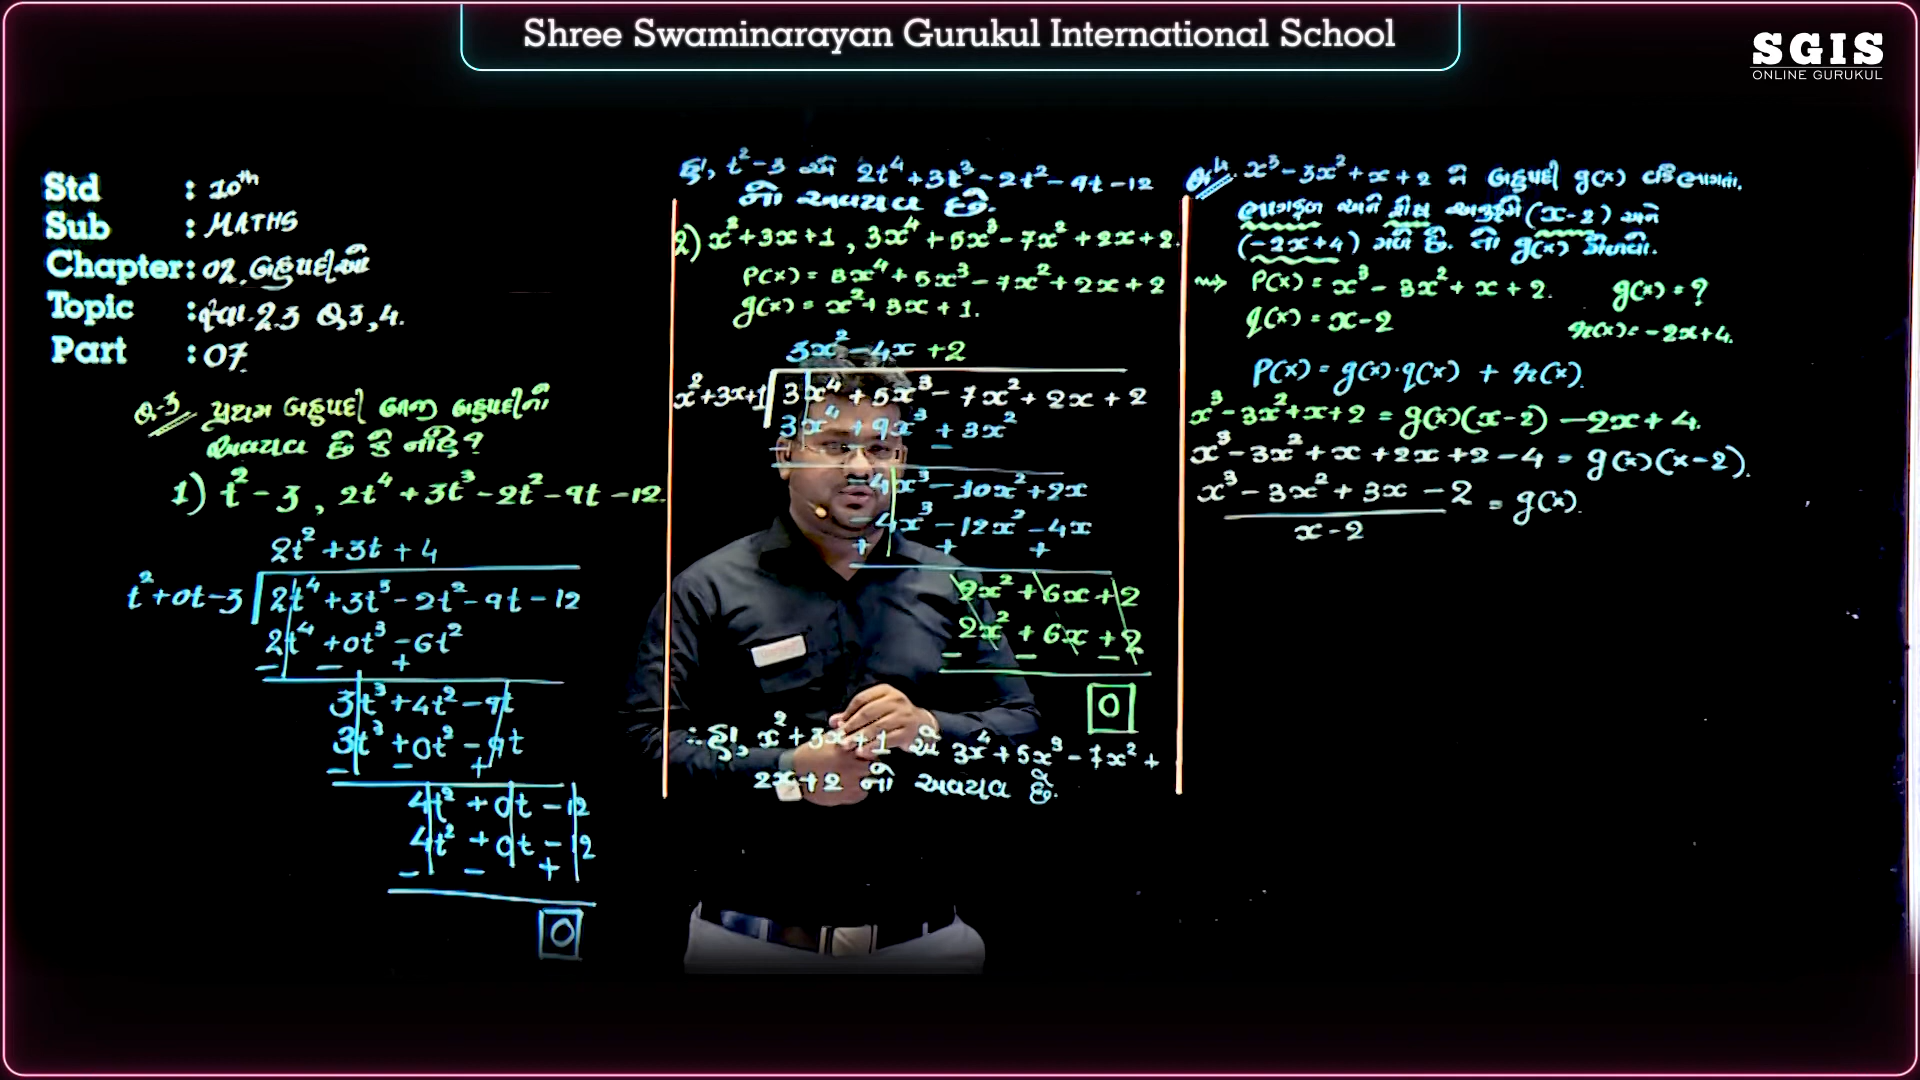 Shree Swaminarayan Gurukul International School
SGIS
ONLINE GURUKUL
Std : 10th
Sub : MATHS
Chapter: 02. બહુપદીઓ
Topic : સ્વા. 2.3 Q.3,4.
Part : 07.
Q-3 પ્રથમ બહુપદી બીજી બહુપદીનો
અવયવ છે કે નહિ?
1) t²-3 , 2t⁴+3t³-2t²-9t-12.
2t²+3t+4
t²+0t-3 2t⁴+3t³-2t²-9t-12
2t⁴+0t³-6t²
- - +
3t³+4t²-9t
3t³+0t²-9t
- - +
4t²+0t-12
4t²+0t-12
- - +
0
હા, t²-3 એ 2t⁴+3t³-2t²-9t-12
નો અવયવ છે.
2) x²+3x+1 , 3x⁴+5x³-7x²+2x+2.
P(x) = 3x⁴+5x³-7x²+2x+2
g(x) = x²+3x+1.
3x²-4x+2
x²+3x+1 3x⁴+5x³-7x²+2x+2
3x⁴+9x³+3x²
- - -
-4x³-10x²+2x
-4x³-12x²-4x
+ + +
2x²+6x+2
2x²+6x+2
- - -
0
∴ હા, x²+3x+1 એ 3x⁴+5x³-7x²+
2x+2 નો અવયવ છે.
Q.4. x³-3x²+x+2 ને બહુપદી g(x) વડે ભાગતાં,
ભાગફળ અને શેષ અનુક્રમે (x-2) અને
(-2x+4) મળે છે. તો g(x) શોધો.
⇝ P(x) = x³-3x²+x+2. g(x) = ?
q(x) = x-2 r(x) = -2x+4.
P(x) = g(x)·q(x) + r(x).
x³-3x²+x+2 = g(x)(x-2) -2x+4.
x³-3x²+x+2x+2-4 = g(x)(x-2).
x³-3x²+3x-2 = g(x).
x-2